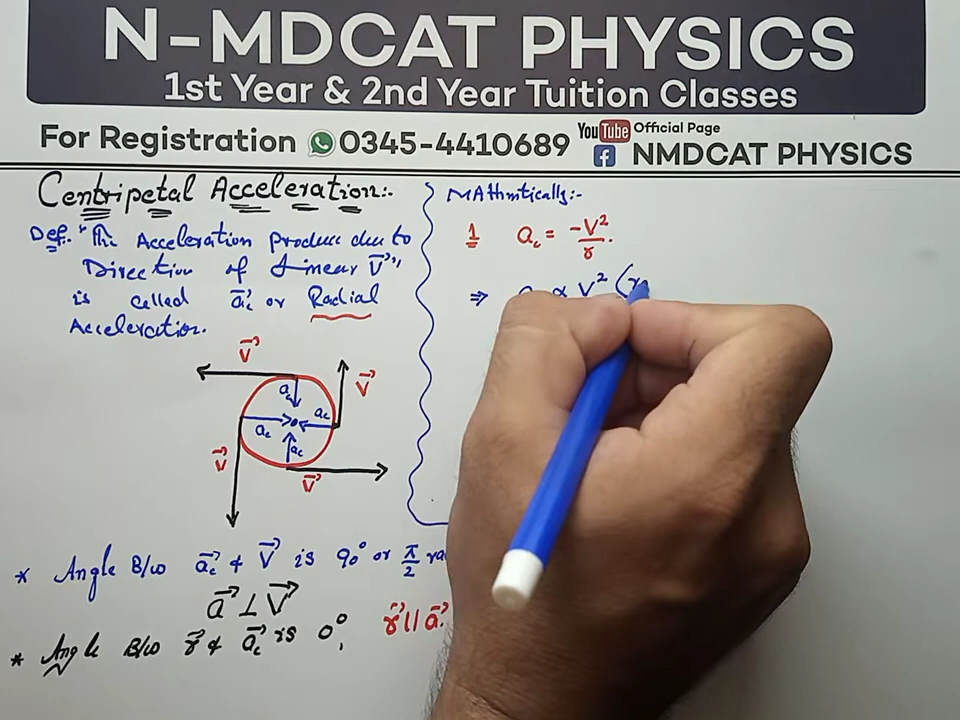 N-MDCAT PHYSICS
1st Year & 2nd Year Tuition Classes
For Registration 0345-4410689
YouTube Official Page
f NMDCAT PHYSICS
Centripetal Acceleration:-
Def: "The Acceleration produce due to
Direction of Linear V⃗",
is called a⃗c or Radial
Acceleration.
V⃗
V⃗
ac
ac
ac
ac
V⃗
V⃗
* Angle B/w a⃗c & V⃗ is 90° or π/2
a⃗ ⊥ V⃗
* Angle B/w r⃗ & a⃗c is 0°, r⃗ || a⃗.
MAthmtically:-
1 ac = -V²/r.
⇒ ∝ V² (r